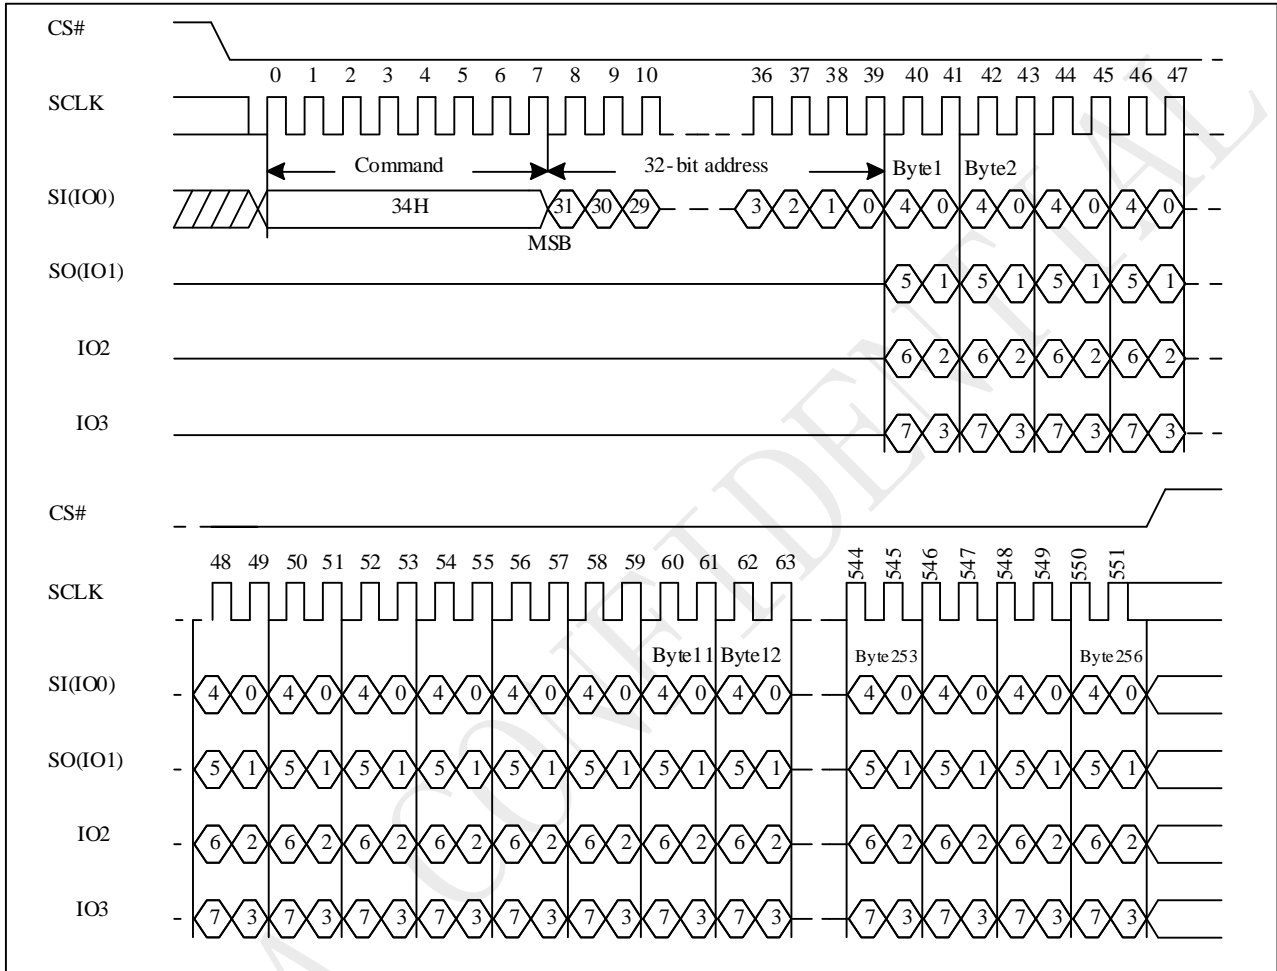 CS#
0 1 2 3 4 5 6 7 8 9 10 36 37 38 39 40 41 42 43 44 45 46 47
SCLK
Command 32-bit address Byte1 Byte2
SI(IO0) 34H 31 30 29 3 2 1 0 4 0 4 0 4 0 4 0
MSB
SO(IO1) 5 1 5 1 5 1 5 1
IO2 6 2 6 2 6 2 6 2
IO3 7 3 7 3 7 3 7 3
CS#
48 49 50 51 52 53 54 55 56 57 58 59 60 61 62 63 544 545 546 547 548 549 550 551
SCLK
Byte11 Byte12 Byte253 Byte256
SI(IO0) 4 0 4 0 4 0 4 0 4 0 4 0 4 0 4 0 4 0 4 0 4 0 4 0
SO(IO1) 5 1 5 1 5 1 5 1 5 1 5 1 5 1 5 1 5 1 5 1 5 1 5 1
IO2 6 2 6 2 6 2 6 2 6 2 6 2 6 2 6 2 6 2 6 2 6 2 6 2
IO3 7 3 7 3 7 3 7 3 7 3 7 3 7 3 7 3 7 3 7 3 7 3 7 3
CONFIDENTIAL